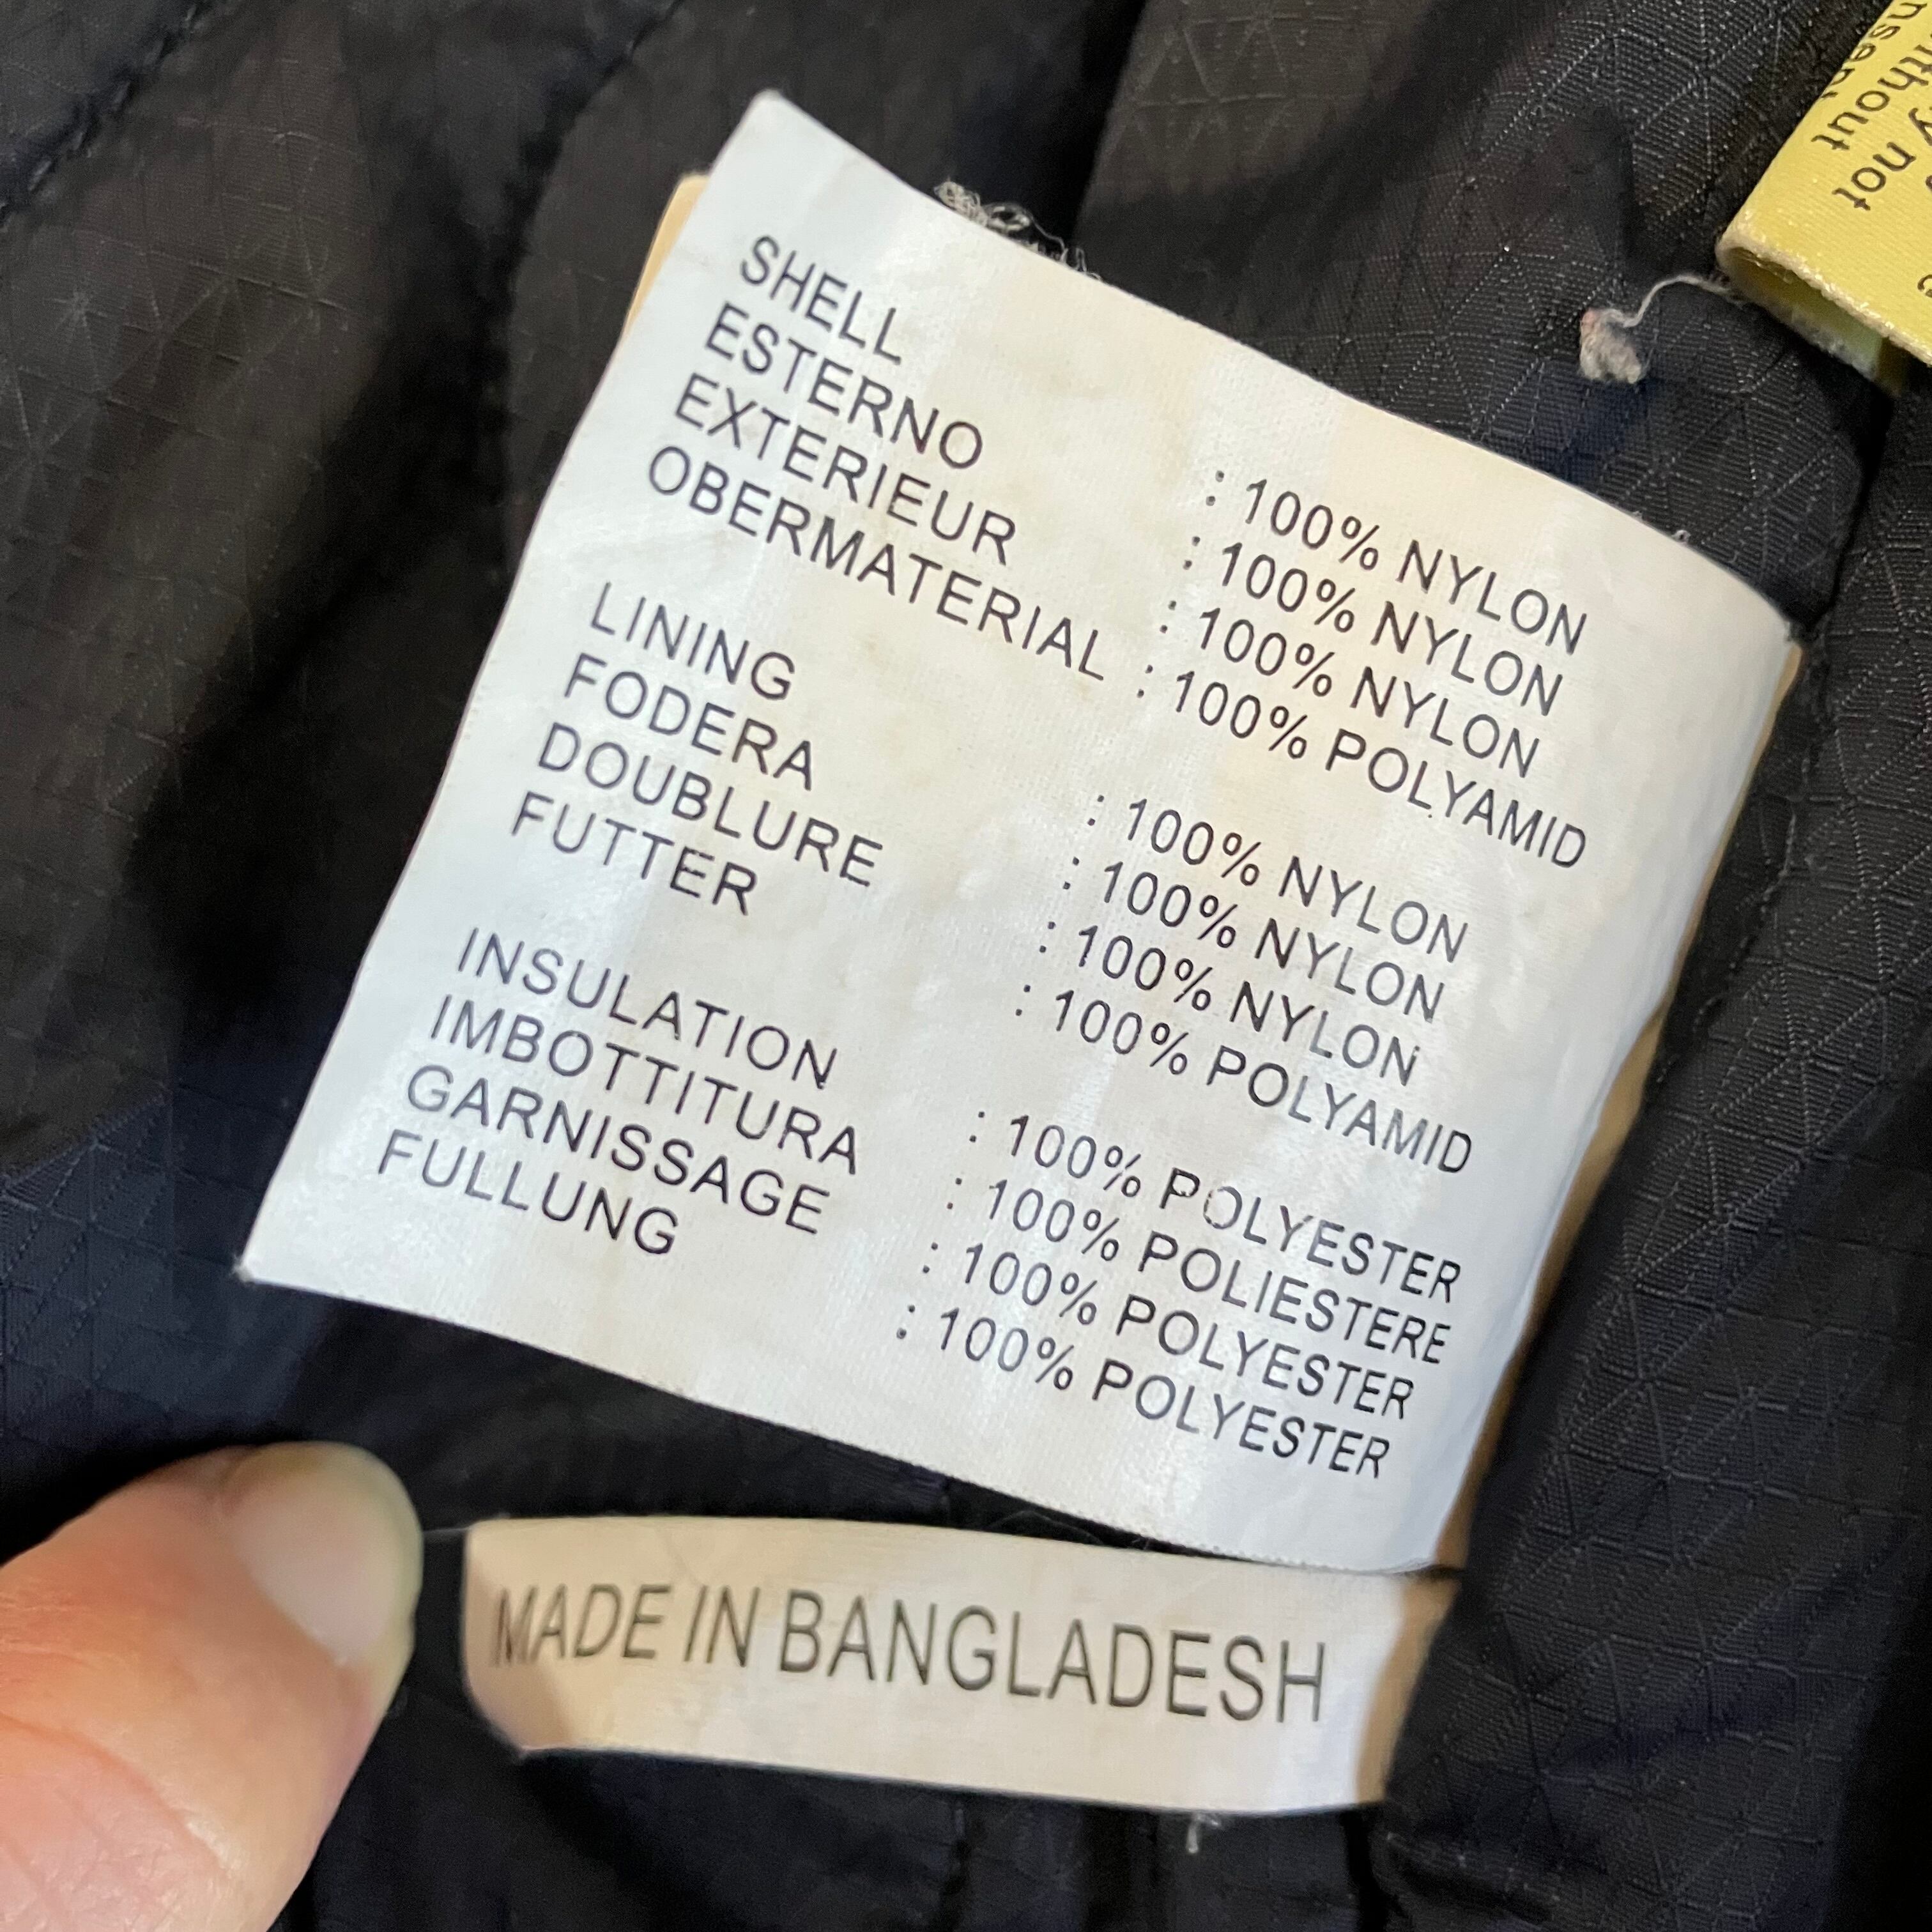 SHELL : 100% NYLON
ESTERNO : 100% NYLON
EXTERIEUR : 100% NYLON
OBERMATERIAL : 100% POLYAMID
LINING : 100% NYLON
FODERA : 100% NYLON
DOUBLURE : 100% NYLON
FUTTER : 100% POLYAMID
INSULATION : 100% POLYESTER
IMBOTTITURA : 100% POLIESTERE
GARNISSAGE : 100% POLYESTER
FULLUNG : 100% POLYESTER
MADE IN BANGLADESH
not